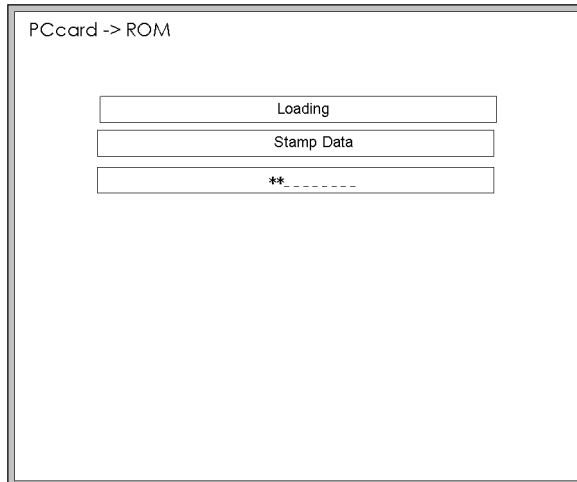 PCcard -> ROM
Loading
Stamp Data
**_ _ _ _ _ _ _ _